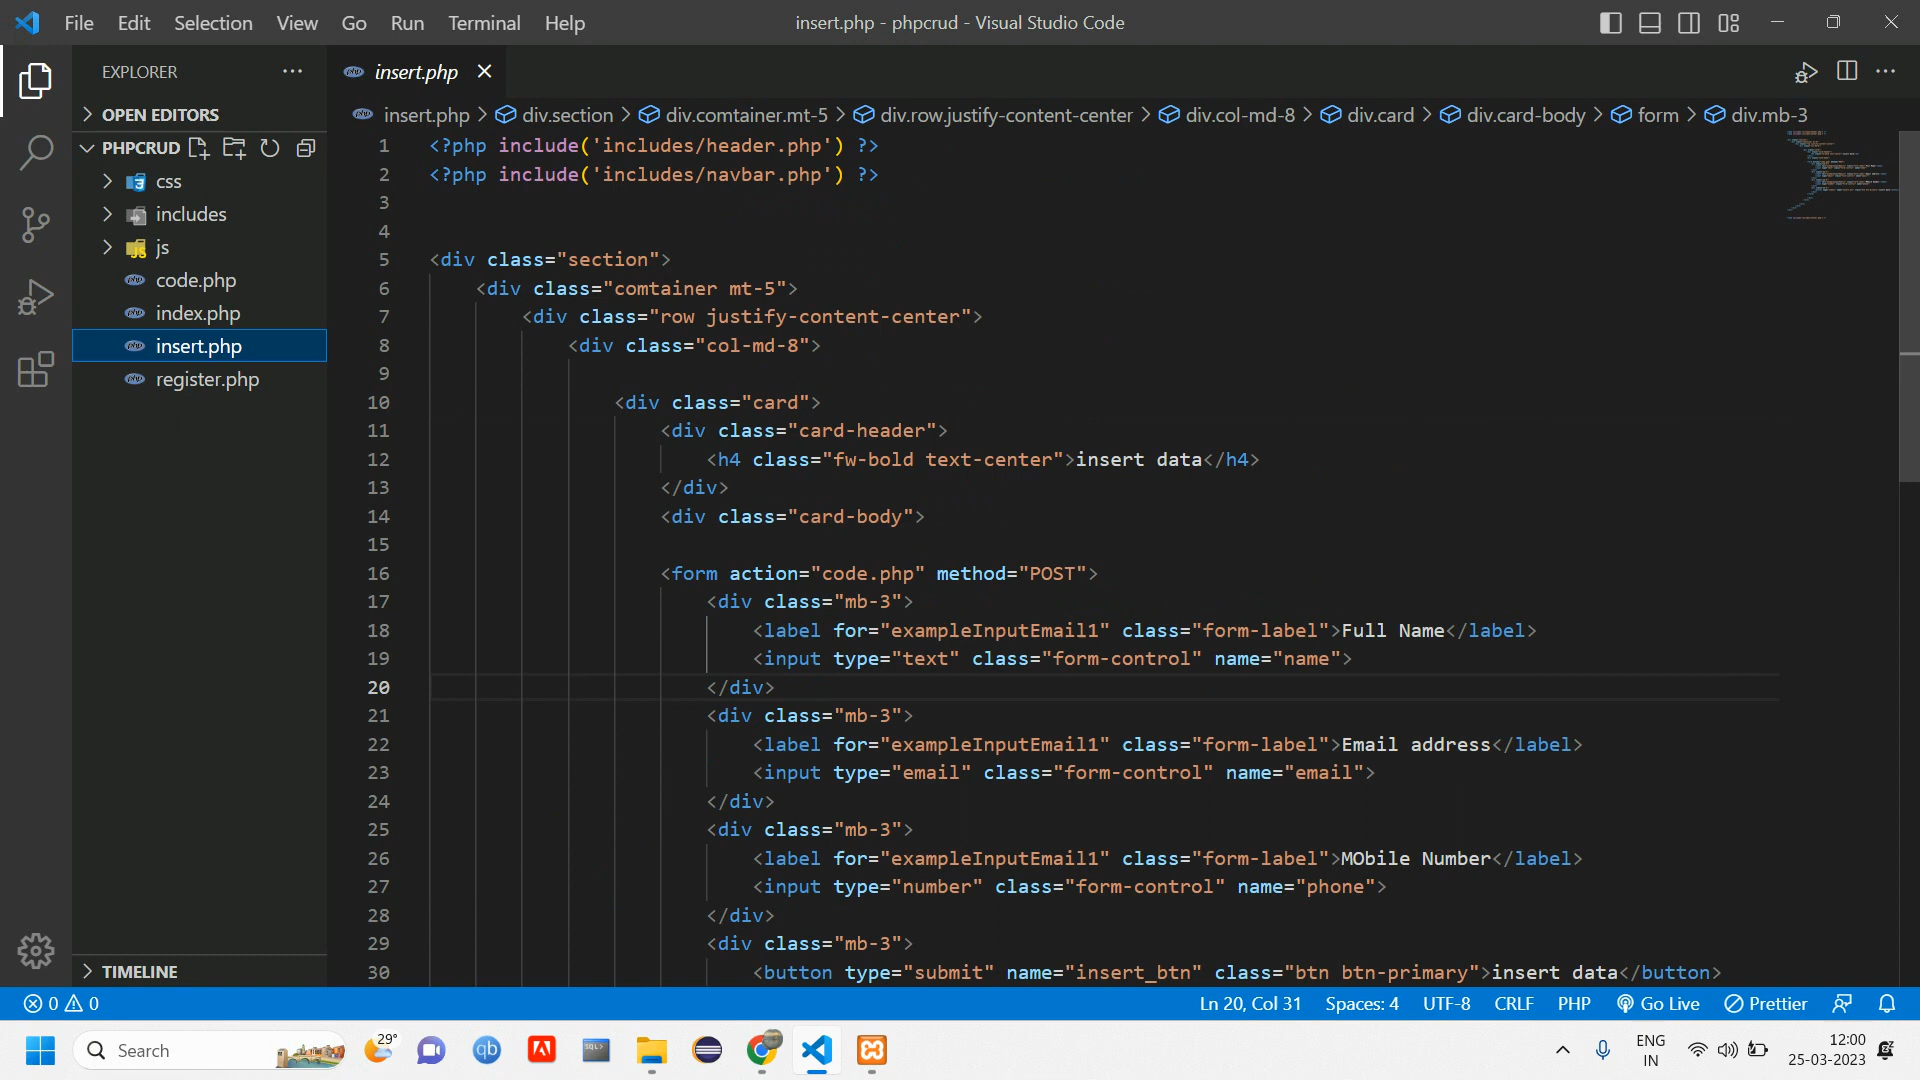 File Edit Selection View Go Run Terminal Help
insert.php - phpcrud - Visual Studio Code
EXPLORER
OPEN EDITORS
PHPCRUD
css
includes
js
code.php
index.php
insert.php
register.php
TIMELINE
insert.php
insert.php > div.section > div.comtainer.mt-5 > div.row.justify-content-center > div.col-md-8 > div.card > div.card-body > form > div.mb-3
1 <?php include('includes/header.php') ?>
2 <?php include('includes/navbar.php') ?>
3
4
5 <div class="section">
6 <div class="comtainer mt-5">
7 <div class="row justify-content-center">
8 <div class="col-md-8">
9
10 <div class="card">
11 <div class="card-header">
12 <h4 class="fw-bold text-center">insert data</h4>
13 </div>
14 <div class="card-body">
15
16 <form action="code.php" method="POST">
17 <div class="mb-3">
18 <label for="exampleInputEmail1" class="form-label">Full Name</label>
19 <input type="text" class="form-control" name="name">
20 </div>
21 <div class="mb-3">
22 <label for="exampleInputEmail1" class="form-label">Email address</label>
23 <input type="email" class="form-control" name="email">
24 </div>
25 <div class="mb-3">
26 <label for="exampleInputEmail1" class="form-label">MObile Number</label>
27 <input type="number" class="form-control" name="phone">
28 </div>
29 <div class="mb-3">
30 <button type="submit" name="insert_btn" class="btn btn-primary">insert data</button>
0 0
Ln 20, Col 31 Spaces: 4 UTF-8 CRLF PHP Go Live Prettier
Search
29°
qb
SQL>
ENG
IN
12:00
25-03-2023